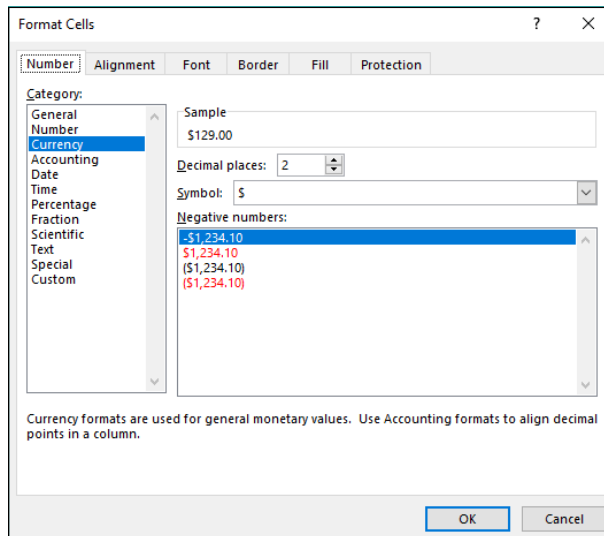 Format Cells ?
Number Alignment Font Border Fill Protection
Category:
General
Number
Currency
Accounting
Date
Time
Percentage
Fraction
Scientific
Text
Special
Custom
Sample
$129.00
Decimal places: 2
Symbol: $
Negative numbers:
-$1,234.10
$1,234.10
($1,234.10)
($1,234.10)
Currency formats are used for general monetary values.  Use Accounting formats to align decimal
points in a column.
OK Cancel